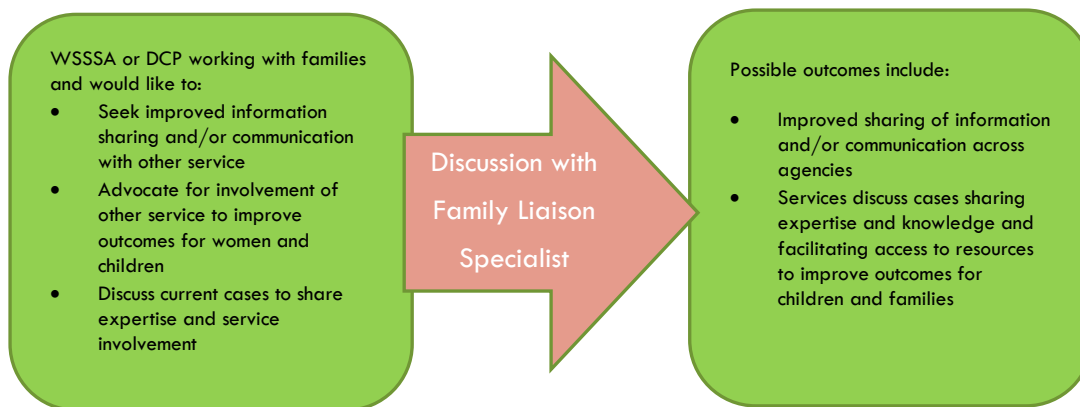 WSSSA or DCP working with families
and would like to:
• Seek improved information
sharing and/or communication
with other service
• Advocate for involvement of
other service to improve
outcomes for women and
children
• Discuss current cases to share
expertise and service
involvement
Discussion with
Family Liaison
Specialist
Possible outcomes include:
• Improved sharing of information
and/or communication across
agencies
• Services discuss cases sharing
expertise and knowledge and
facilitating access to resources
to improve outcomes for
children and families